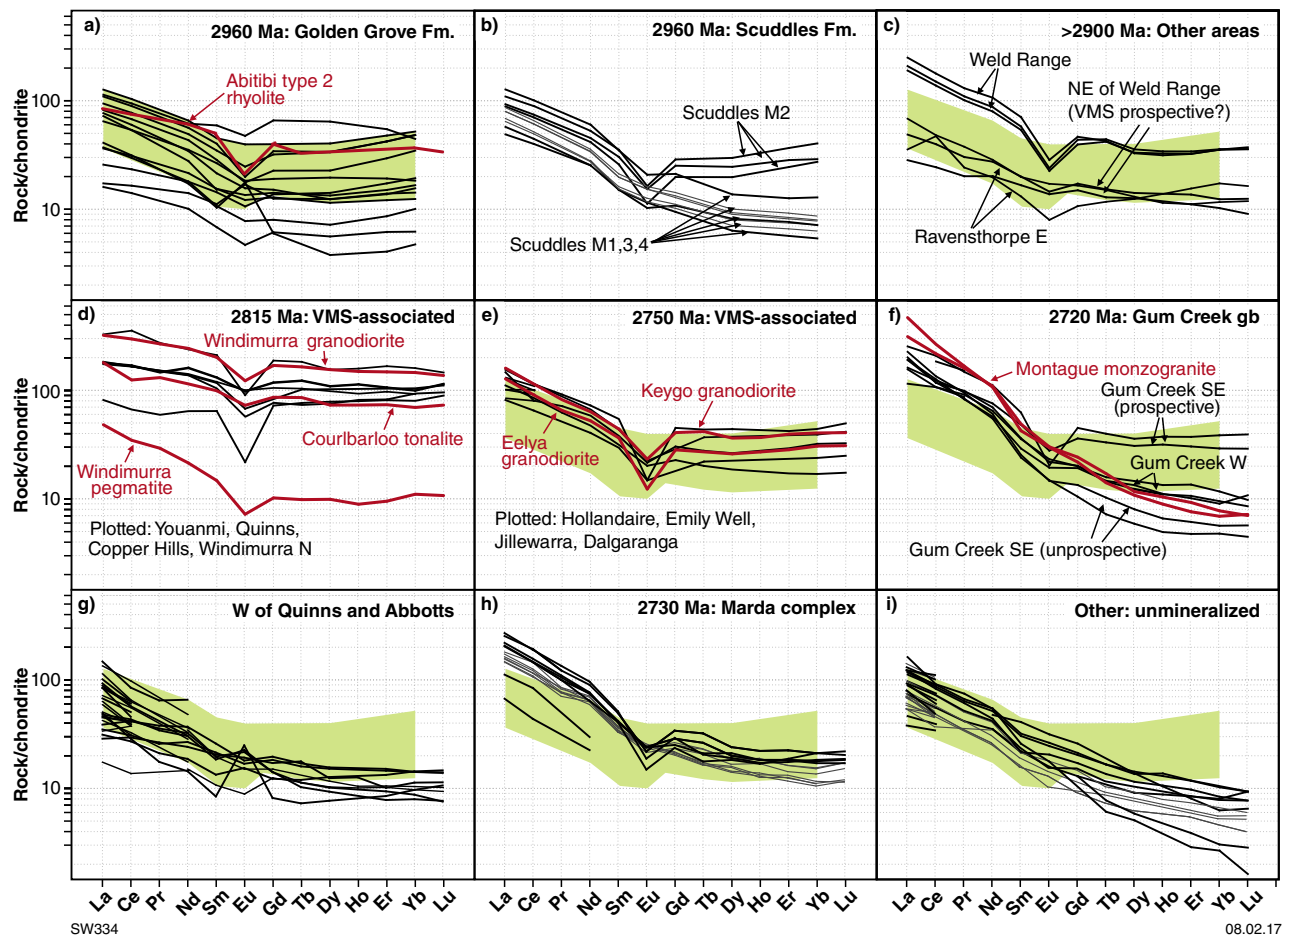 a)
2960 Ma: Golden Grove Fm.
Abitibi type 2
rhyolite
b)
2960 Ma: Scuddles Fm.
Scuddles M2
Scuddles M1,3,4
c)
>2900 Ma: Other areas
Weld Range
NE of Weld Range
(VMS prospective?)
Ravensthorpe E
Rock/chondrite
100
10
d)
2815 Ma: VMS-associated
Windimurra granodiorite
Courlbarloo tonalite
Windimurra
pegmatite
Plotted: Youanmi, Quinns,
Copper Hills, Windimurra N
e)
2750 Ma: VMS-associated
Keygo granodiorite
Eelya
granodiorite
Plotted: Hollandaire, Emily Well,
Jillewarra, Dalgaranga
f)
2720 Ma: Gum Creek gb
Montague monzogranite
Gum Creek SE
(prospective)
Gum Creek W
Gum Creek SE (unprospective)
Rock/chondrite
100
10
g)
W of Quinns and Abbotts
h)
2730 Ma: Marda complex
i)
Other: unmineralized
Rock/chondrite
100
10
La Ce Pr Nd Sm Eu Gd Tb Dy Ho Er Yb Lu
La Ce Pr Nd Sm Eu Gd Tb Dy Ho Er Yb Lu
La Ce Pr Nd Sm Eu Gd Tb Dy Ho Er Yb Lu
SW334
08.02.17